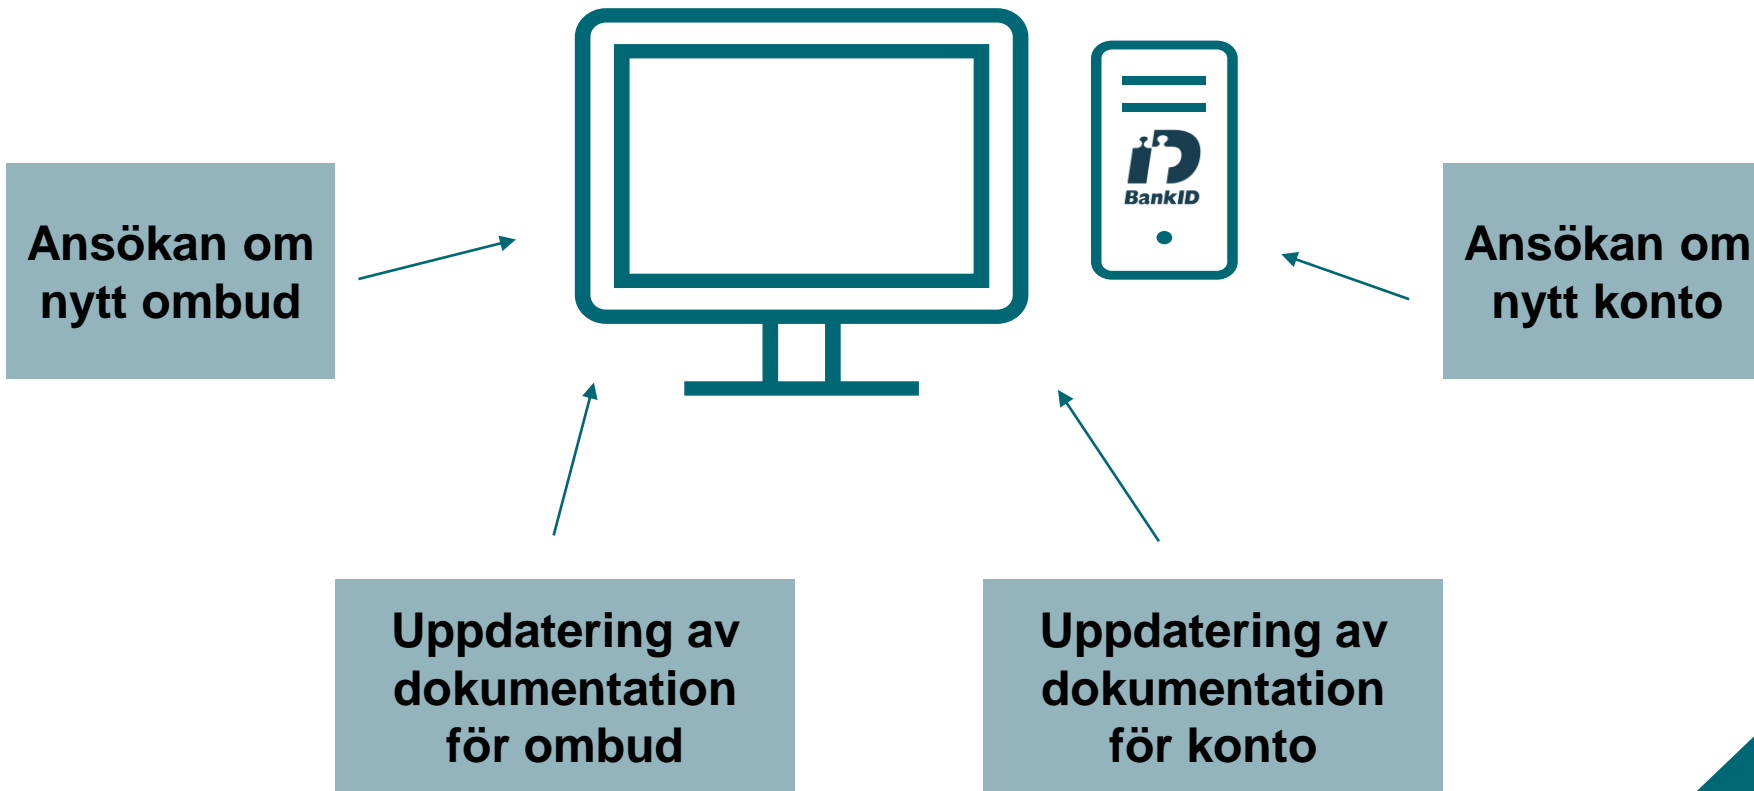 BankID
Ansökan om
nytt ombud
Ansökan om
nytt konto
Uppdatering av
dokumentation
för ombud
Uppdatering av
dokumentation
för konto